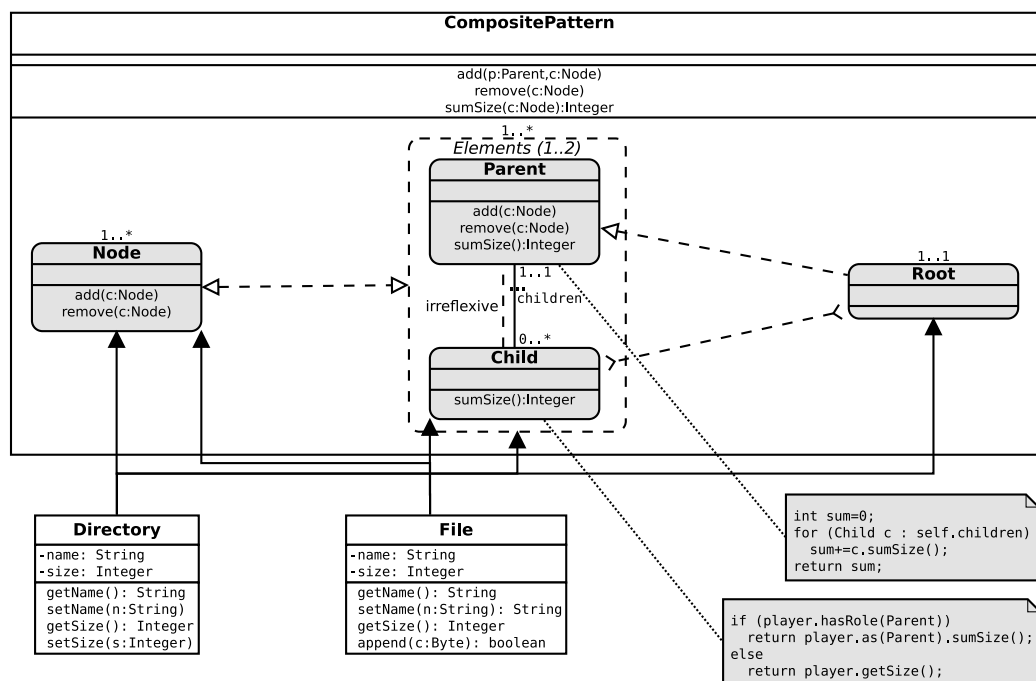 CompositePattern
add(p:Parent,c:Node)
remove(c:Node)
sumSize(c:Node):Integer
1..*
Elements (1..2)
Parent
add(c:Node)
remove(c:Node)
sumSize():Integer
1..*
Node
add(c:Node)
remove(c:Node)
1..1
Root
1..1
...
children
irreflexive
0..*
Child
sumSize():Integer
Directory
-name: String
-size: Integer
getName(): String
setName(n:String)
getSize(): Integer
setSize(s:Integer)
File
-name: String
-size: Integer
getName(): String
setName(n:String): String
getSize(): Integer
append(c:Byte): boolean
int sum=0;
for (Child c : self.children)
sum+=c.sumSize();
return sum;
if (player.hasRole(Parent))
return player.as(Parent).sumSize();
else
return player.getSize();